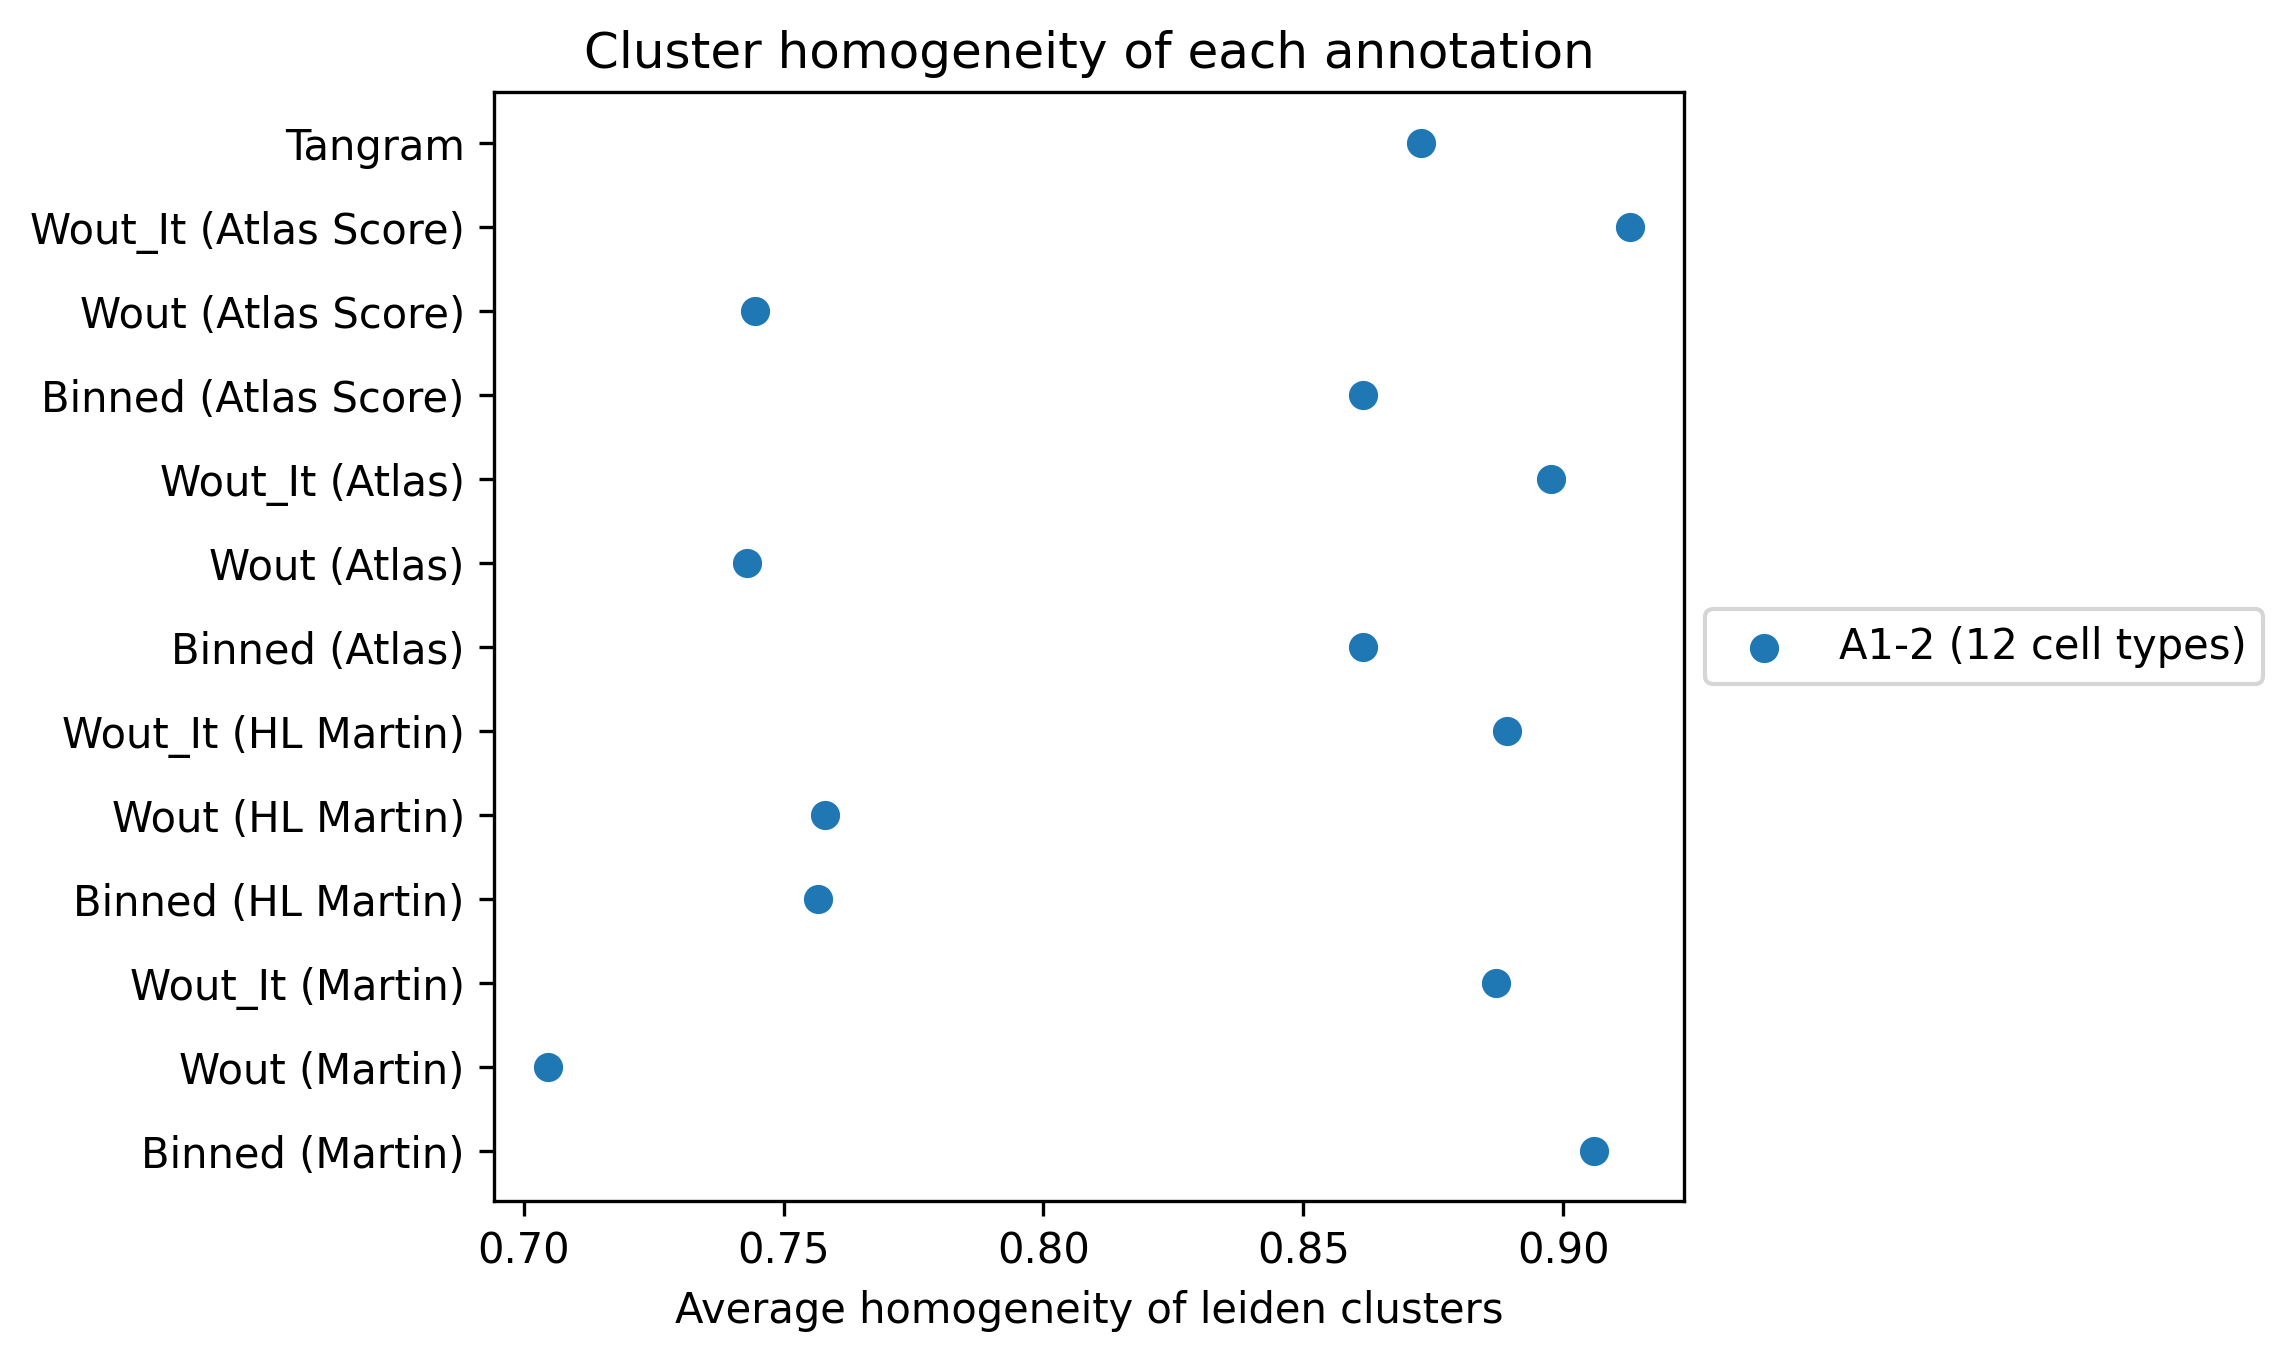 Cluster homogeneity of each annotation
Tangram
Wout_It (Atlas Score)
Wout (Atlas Score)
Binned (Atlas Score)
Wout_It (Atlas)
Wout (Atlas)
Binned (Atlas)
Wout_It (HL Martin)
Wout (HL Martin)
Binned (HL Martin)
Wout_It (Martin)
Wout (Martin)
Binned (Martin)
0.70 0.75 0.80 0.85 0.90
Average homogeneity of leiden clusters
A1-2 (12 cell types)